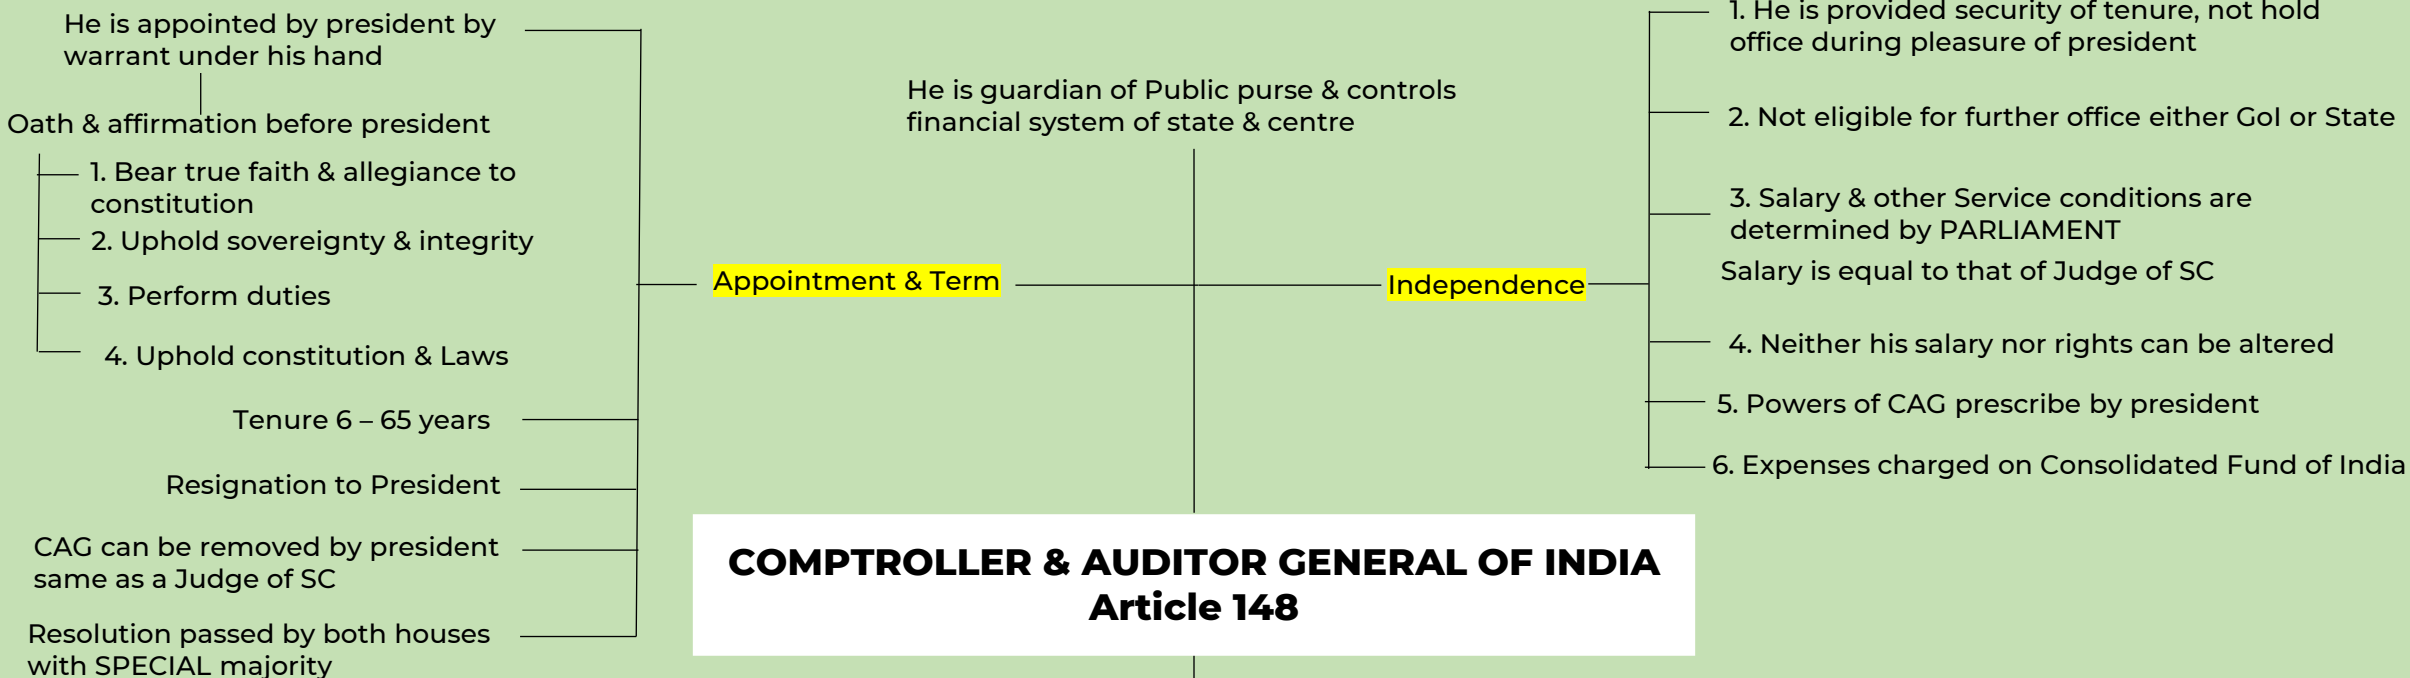 He is appointed by president by
warrant under his hand
Oath & affirmation before president
1. Bear true faith & allegiance to
constitution
2. Uphold sovereignty & integrity
3. Perform duties
4. Uphold constitution & Laws
Tenure 6 – 65 years
Resignation to President
CAG can be removed by president
same as a Judge of SC
Resolution passed by both houses
with SPECIAL majority
Appointment & Term
He is guardian of Public purse & controls
financial system of state & centre
COMPTROLLER & AUDITOR GENERAL OF INDIA
Article 148
Independence
1. He is provided security of tenure, not hold
office during pleasure of president
2. Not eligible for further office either GoI or State
3. Salary & other Service conditions are
determined by PARLIAMENT
Salary is equal to that of Judge of SC
4. Neither his salary nor rights can be altered
5. Powers of CAG prescribe by president
6. Expenses charged on Consolidated Fund of India